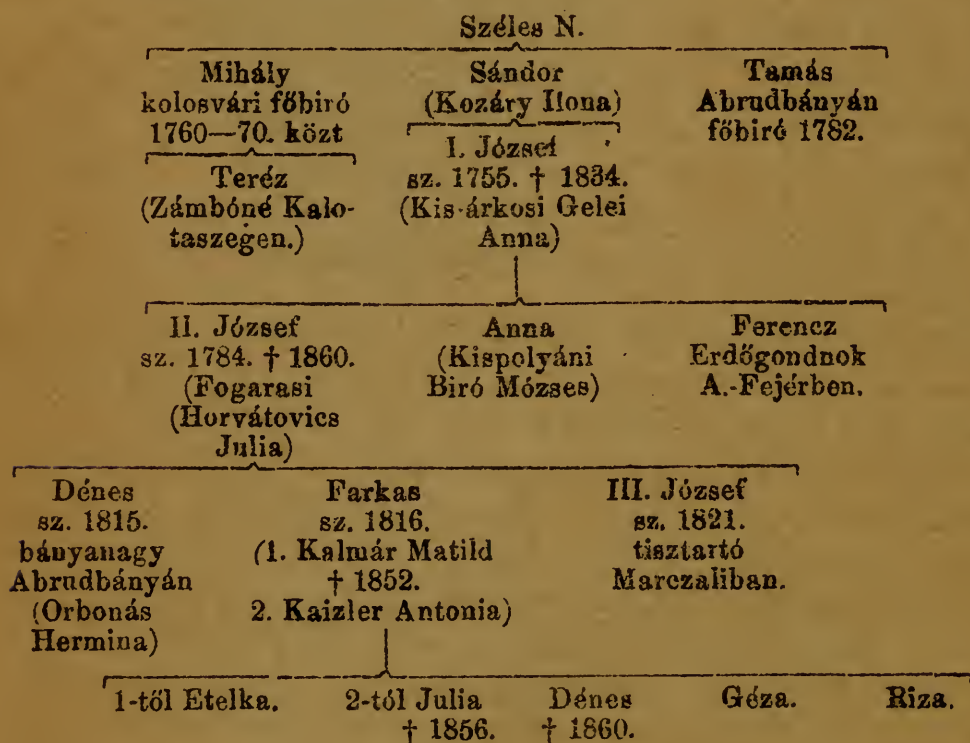 Széles N.
Mihály
kolosvári főbiró
1760—70. közt
Teréz
(Zámbóné Kalo-
taszegen.)
Sándor
(Kozáry Ilona)
I. József
sz. 1755. † 1834.
(Kis-árkosi Gelei
Anna)
Tamás
Abrudbányán
főbiró 1782.
II. József
sz. 1784. † 1860.
(Fogarasi
(Horvátovics
Julia)
Anna
(Kispolyáni
Biró Mózses)
Ferencz
Erdőgondnok
A.-Fejérben.
Dénes
sz. 1815.
bányanagy
Abrudbányán
(Orbonás
Hermina)
Farkas
sz. 1816.
(1. Kalmár Matild
† 1852.
2. Kaizler Antonia)
III. József
sz. 1821.
tisztartó
Marczaliban.
1-től Etelka.
2-tól Julia
† 1856.
Dénes
† 1860.
Géza.
Riza.